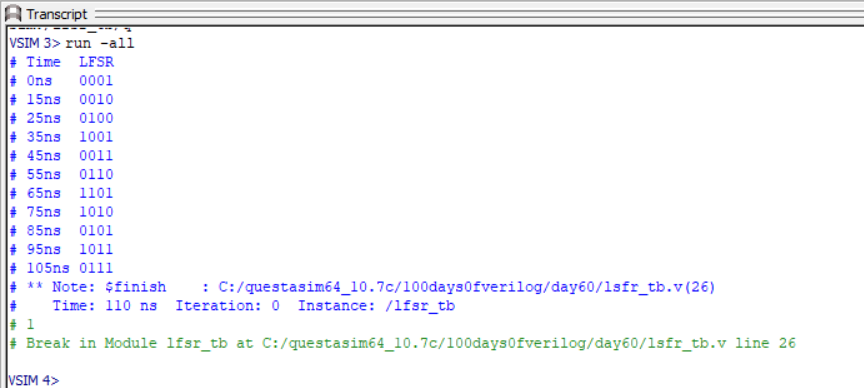 Transcript
VSIM 3> run -all
# Time  LFSR
# 0ns   0001
# 15ns  0010
# 25ns  0100
# 35ns  1001
# 45ns  0011
# 55ns  0110
# 65ns  1101
# 75ns  1010
# 85ns  0101
# 95ns  1011
# 105ns 0111
# ** Note: $finish    : C:/questasim64_10.7c/100days0fverilog/day60/lsfr_tb.v(26)
#    Time: 110 ns  Iteration: 0  Instance: /lfsr_tb
# 1
# Break in Module lfsr_tb at C:/questasim64_10.7c/100days0fverilog/day60/lsfr_tb.v line 26
VSIM 4>